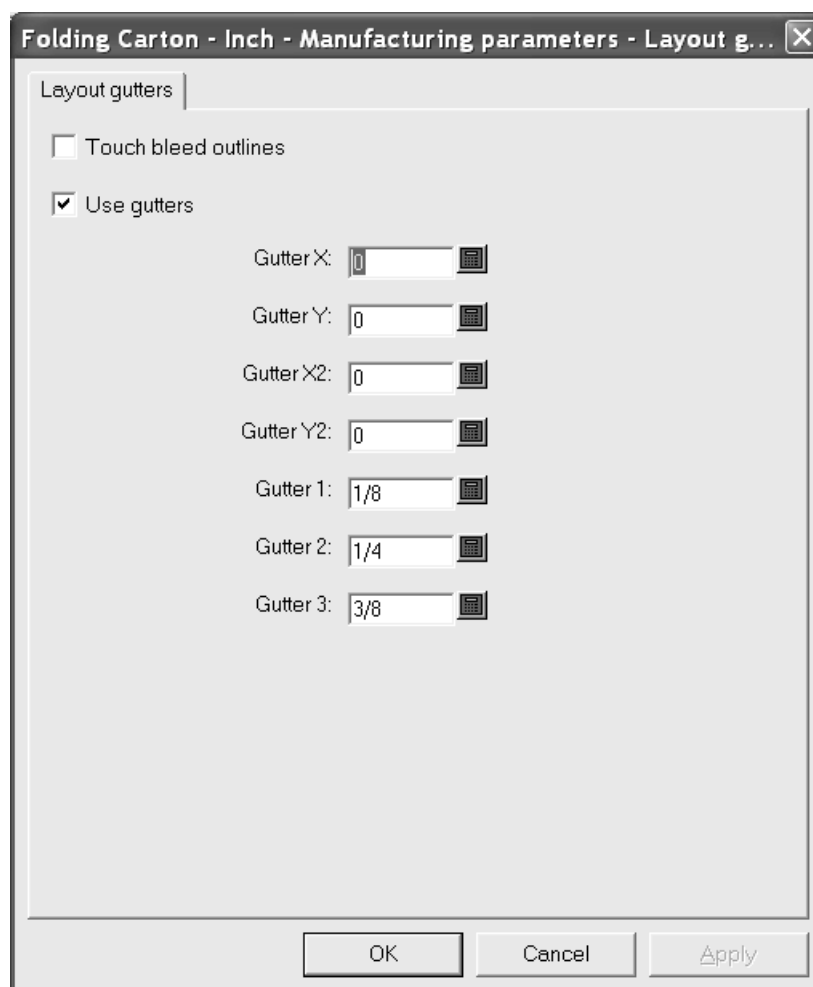 Folding Carton - Inch - Manufacturing parameters - Layout g...
Layout gutters
Touch bleed outlines
Use gutters
Gutter X: 0
Gutter Y: 0
Gutter X2: 0
Gutter Y2: 0
Gutter 1: 1/8
Gutter 2: 1/4
Gutter 3: 3/8
OK Cancel Apply